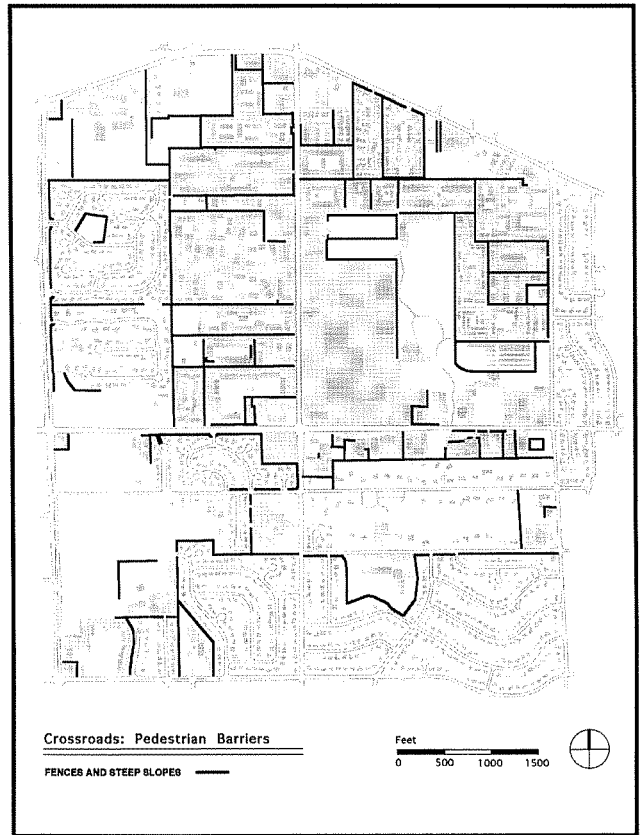 Crossroads: Pedestrian Barriers
FENCES AND STEEP SLOPES
Feet
0 500 1000 1500